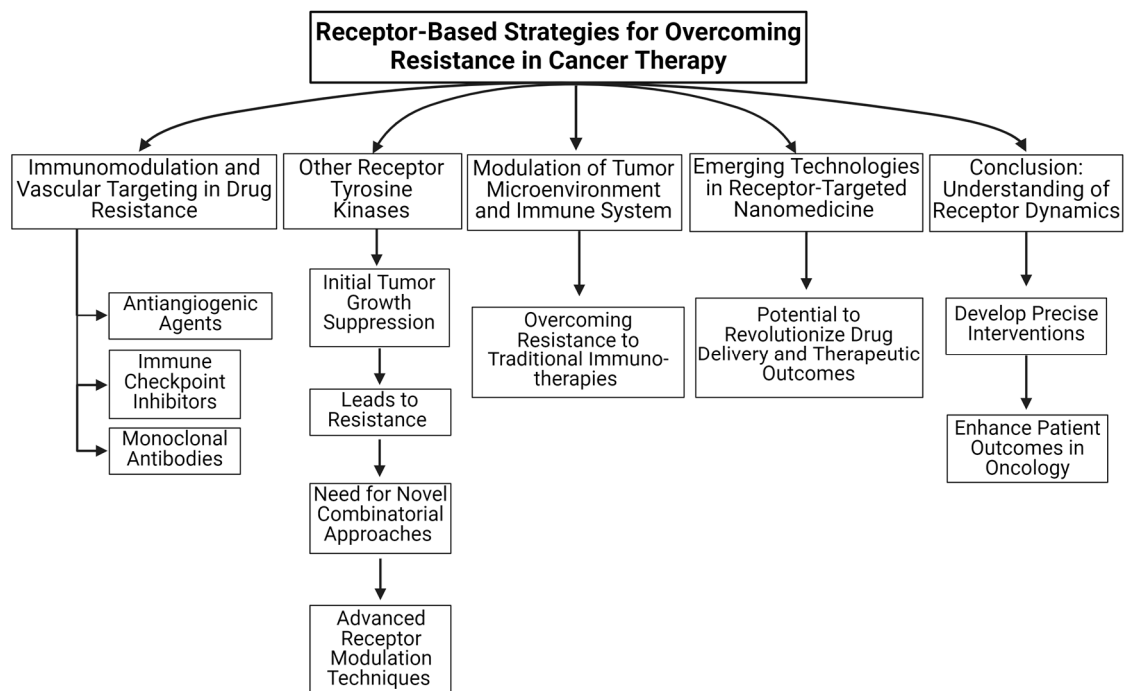 Receptor-Based Strategies for Overcoming
Resistance in Cancer Therapy
Immunomodulation and
Vascular Targeting in Drug
Resistance
Antiangiogenic
Agents
Immune
Checkpoint
Inhibitors
Monoclonal
Antibodies
Other Receptor
Tyrosine
Kinases
Initial Tumor
Growth
Suppression
Leads to
Resistance
Need for Novel
Combinatorial
Approaches
Advanced
Receptor
Modulation
Techniques
Modulation of Tumor
Microenvironment
and Immune System
Overcoming
Resistance to
Traditional Immuno-
therapies
Emerging Technologies
in Receptor-Targeted
Nanomedicine
Potential to
Revolutionize Drug
Delivery and Therapeutic
Outcomes
Conclusion:
Understanding of
Receptor Dynamics
Develop Precise
Interventions
Enhance Patient
Outcomes in
Oncology